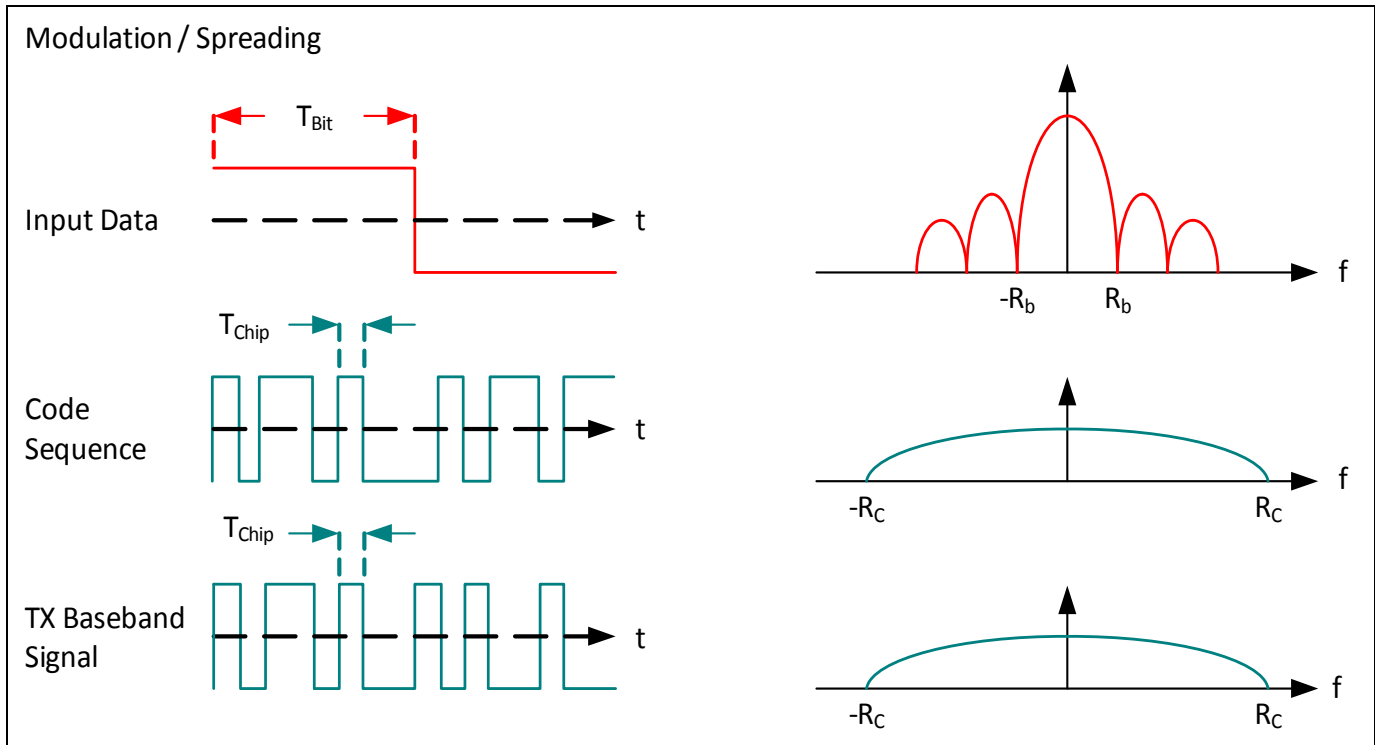 Modulation / Spreading
T_Bit
Input Data
t
-R_b
R_b
f
T_Chip
Code
Sequence
t
-R_C
R_C
f
T_Chip
TX Baseband
Signal
t
-R_C
R_C
f